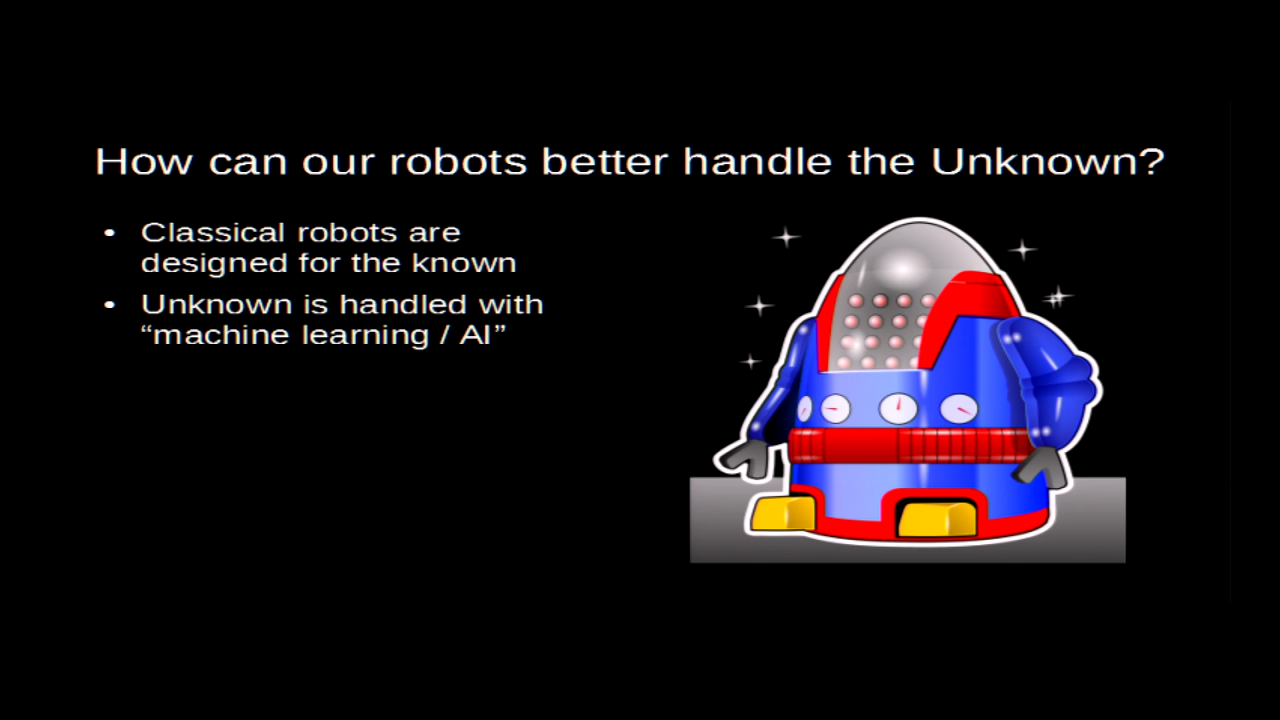 How can our robots better handle the Unknown?
• Classical robots are
designed for the known
• Unknown is handled with
“machine learning / AI”